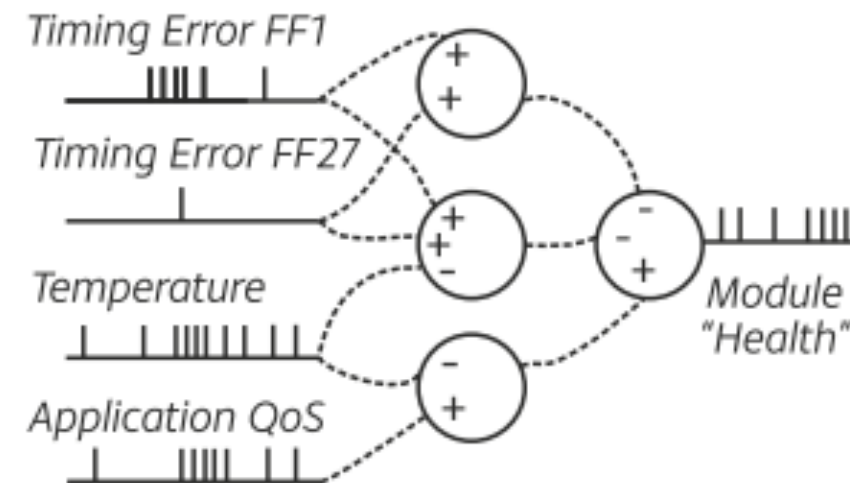 Timing Error FF1
+
+
Timing Error FF27
+
+
-
-
-
+
Temperature
Module
"Health"
-
+
Application QoS